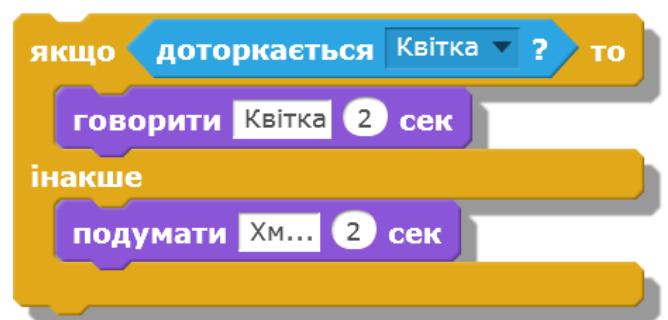 якщо доторкається Квітка ? то
говорити Квітка 2 сек
інакше
подумати Хм... 2 сек